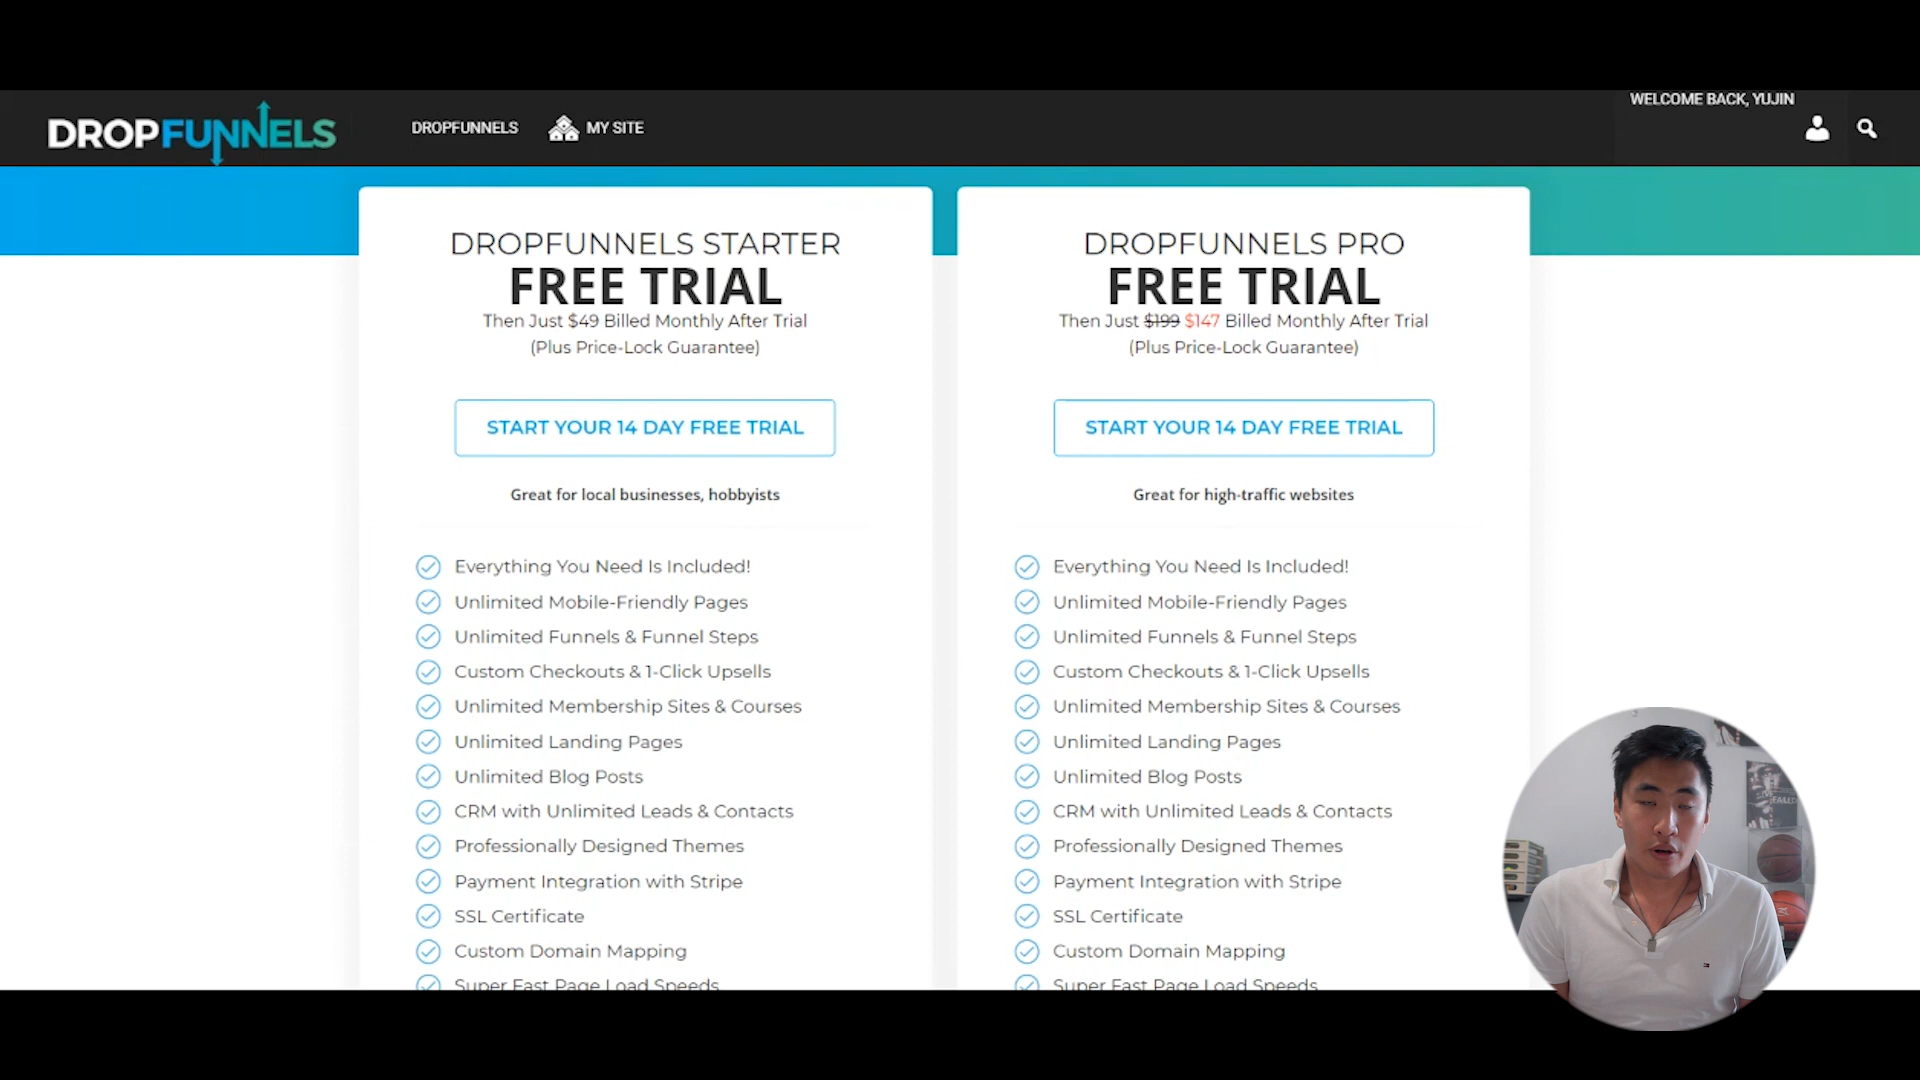 WELCOME BACK, YUJIN
DROPFUNNELS
DROPFUNNELS
MY SITE
DROPFUNNELS STARTER
FREE TRIAL
Then Just $49 Billed Monthly After Trial
(Plus Price-Lock Guarantee)
START YOUR 14 DAY FREE TRIAL
Great for local businesses, hobbyists
Everything You Need Is Included!
Unlimited Mobile-Friendly Pages
Unlimited Funnels & Funnel Steps
Custom Checkouts & 1-Click Upsells
Unlimited Membership Sites & Courses
Unlimited Landing Pages
Unlimited Blog Posts
CRM with Unlimited Leads & Contacts
Professionally Designed Themes
Payment Integration with Stripe
SSL Certificate
Custom Domain Mapping
Super Fast Page Load Speeds
DROPFUNNELS PRO
FREE TRIAL
Then Just $199 $147 Billed Monthly After Trial
(Plus Price-Lock Guarantee)
START YOUR 14 DAY FREE TRIAL
Great for high-traffic websites
Everything You Need Is Included!
Unlimited Mobile-Friendly Pages
Unlimited Funnels & Funnel Steps
Custom Checkouts & 1-Click Upsells
Unlimited Membership Sites & Courses
Unlimited Landing Pages
Unlimited Blog Posts
CRM with Unlimited Leads & Contacts
Professionally Designed Themes
Payment Integration with Stripe
SSL Certificate
Custom Domain Mapping
Super Fast Page Load Speeds